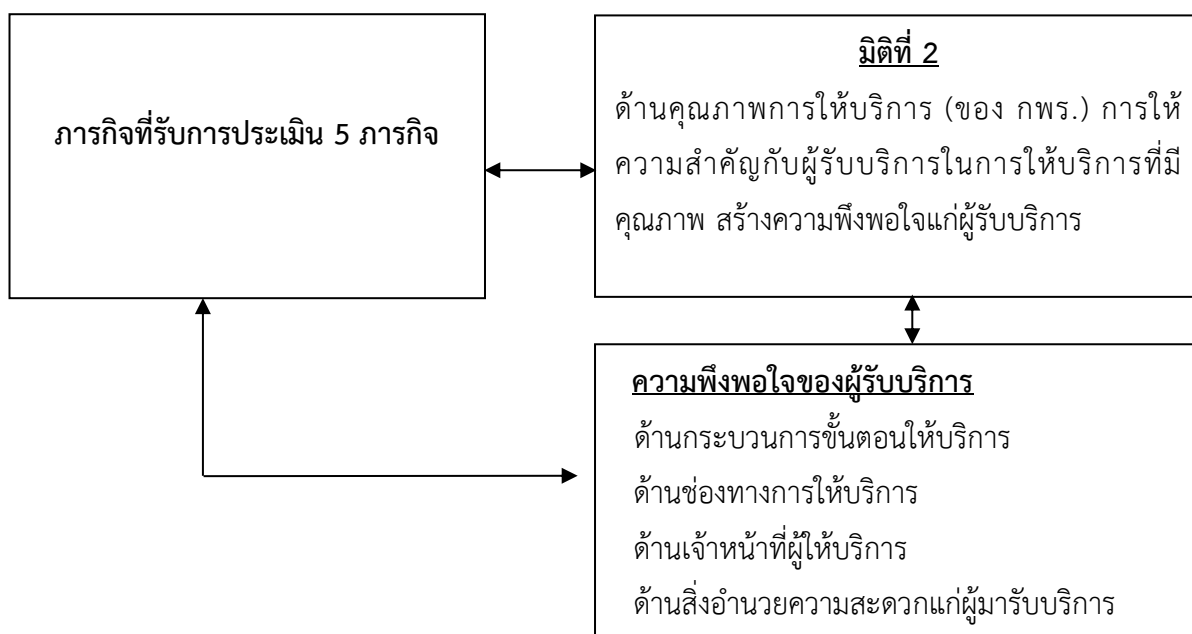 ภารกิจที่รับการประเมิน 5 ภารกิจ
มิติที่ 2
ด้านคุณภาพการให้บริการ (ของ กพร.) การให้
ความสำคัญกับผู้รับบริการในการให้บริการที่มี
คุณภาพ สร้างความพึงพอใจแก่ผู้รับบริการ
ความพึงพอใจของผู้รับบริการ
ด้านกระบวนการขั้นตอนให้บริการ
ด้านช่องทางการให้บริการ
ด้านเจ้าหน้าที่ผู้ให้บริการ
ด้านสิ่งอำนวยความสะดวกแก่ผู้มารับบริการ